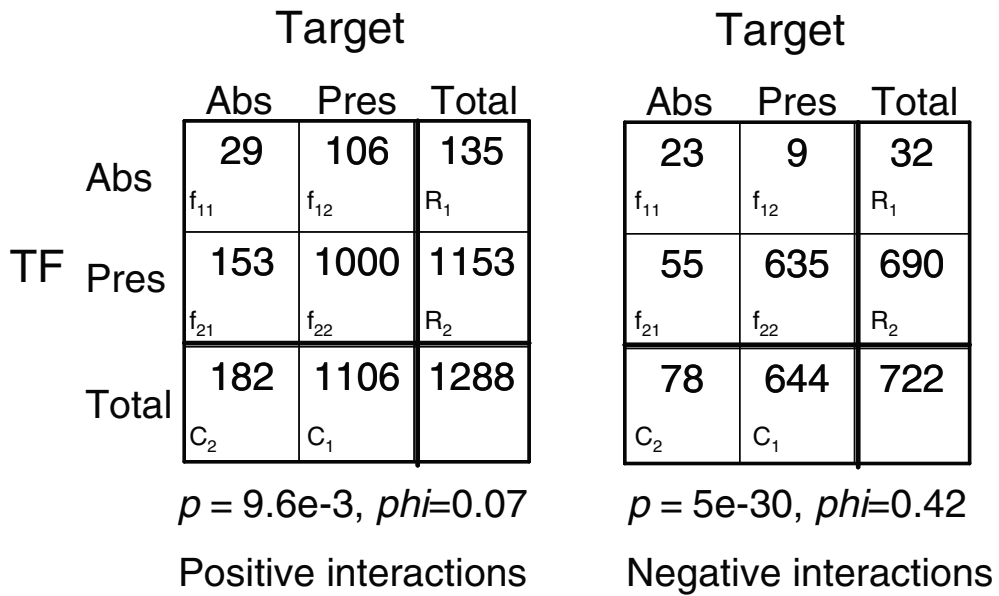 Target Target
Abs Pres Total Abs Pres Total
Abs 29 106 135 23 9 32
f11 f12 R1 f11 f12 R1
TF Pres 153 1000 1153 55 635 690
f21 f22 R2 f21 f22 R2
Total 182 1106 1288 78 644 722
C2 C1 C2 C1
p = 9.6e-3, phi=0.07 p = 5e-30, phi=0.42
Positive interactions Negative interactions